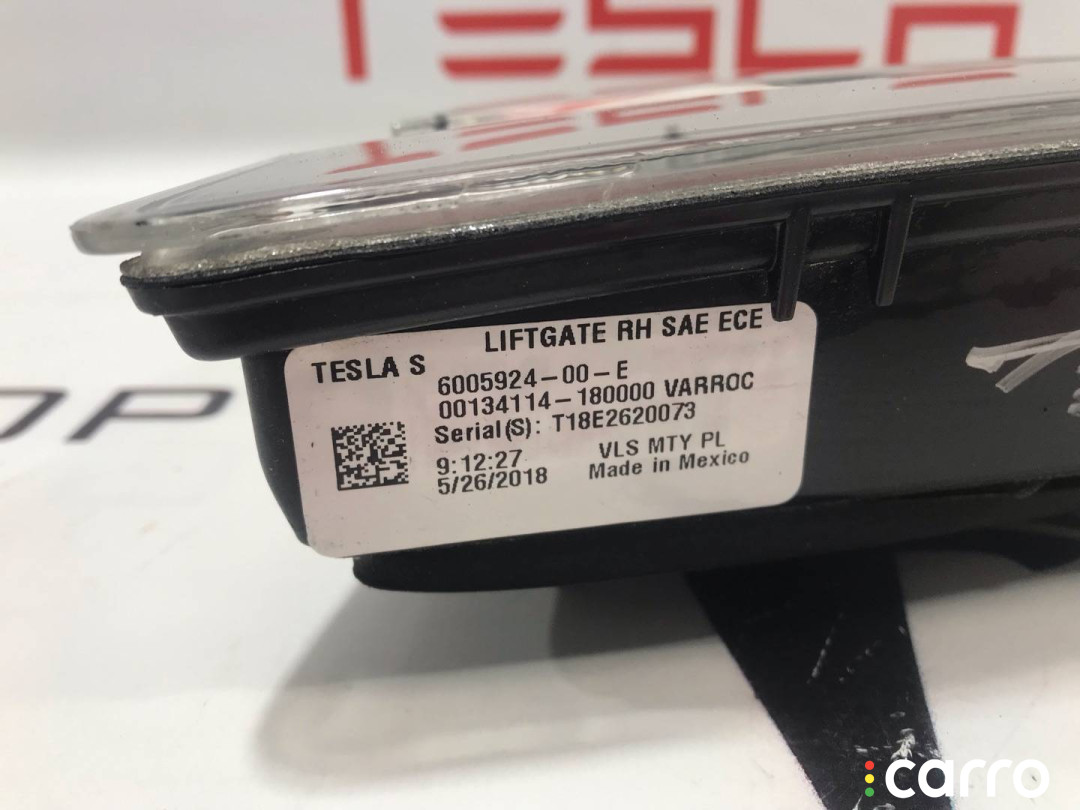 TESLA
LIFTGATE RH SAE ECE
TESLA S
6005924-00-E
00134114-180000 VARROC
Serial(S): T18E2620073
9:12:27
VLS MTY PL
5/26/2018
Made in Mexico
OP
carro